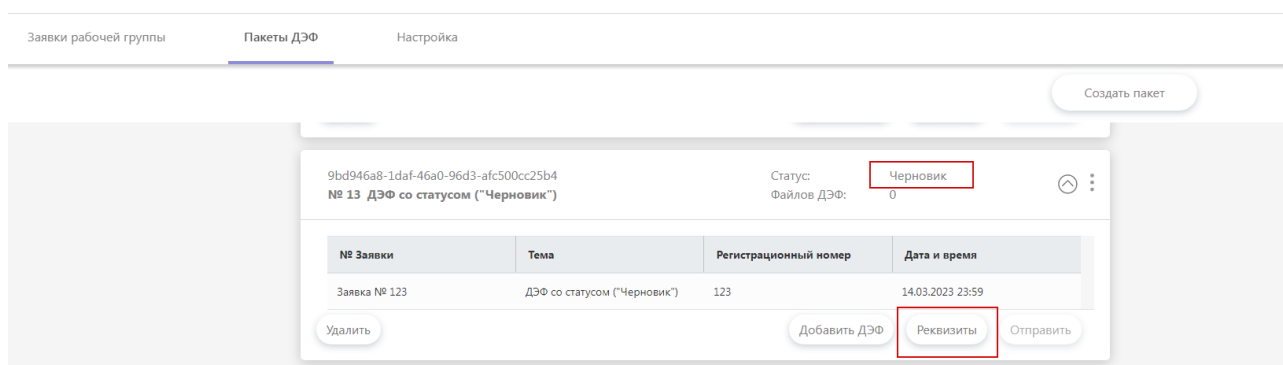 Заявки рабочей группы Пакеты ДЭФ Настройка
Создать пакет
9bd946a8-1daf-46a0-96d3-afc500cc25b4 Статус: Черновик
№ 13 ДЭФ со статусом ("Черновик") Файлов ДЭФ: 0
№ Заявки Тема Регистрационный номер Дата и время
Заявка № 123 ДЭФ со статусом ("Черновик") 123 14.03.2023 23:59
Удалить Добавить ДЭФ Реквизиты Отправить